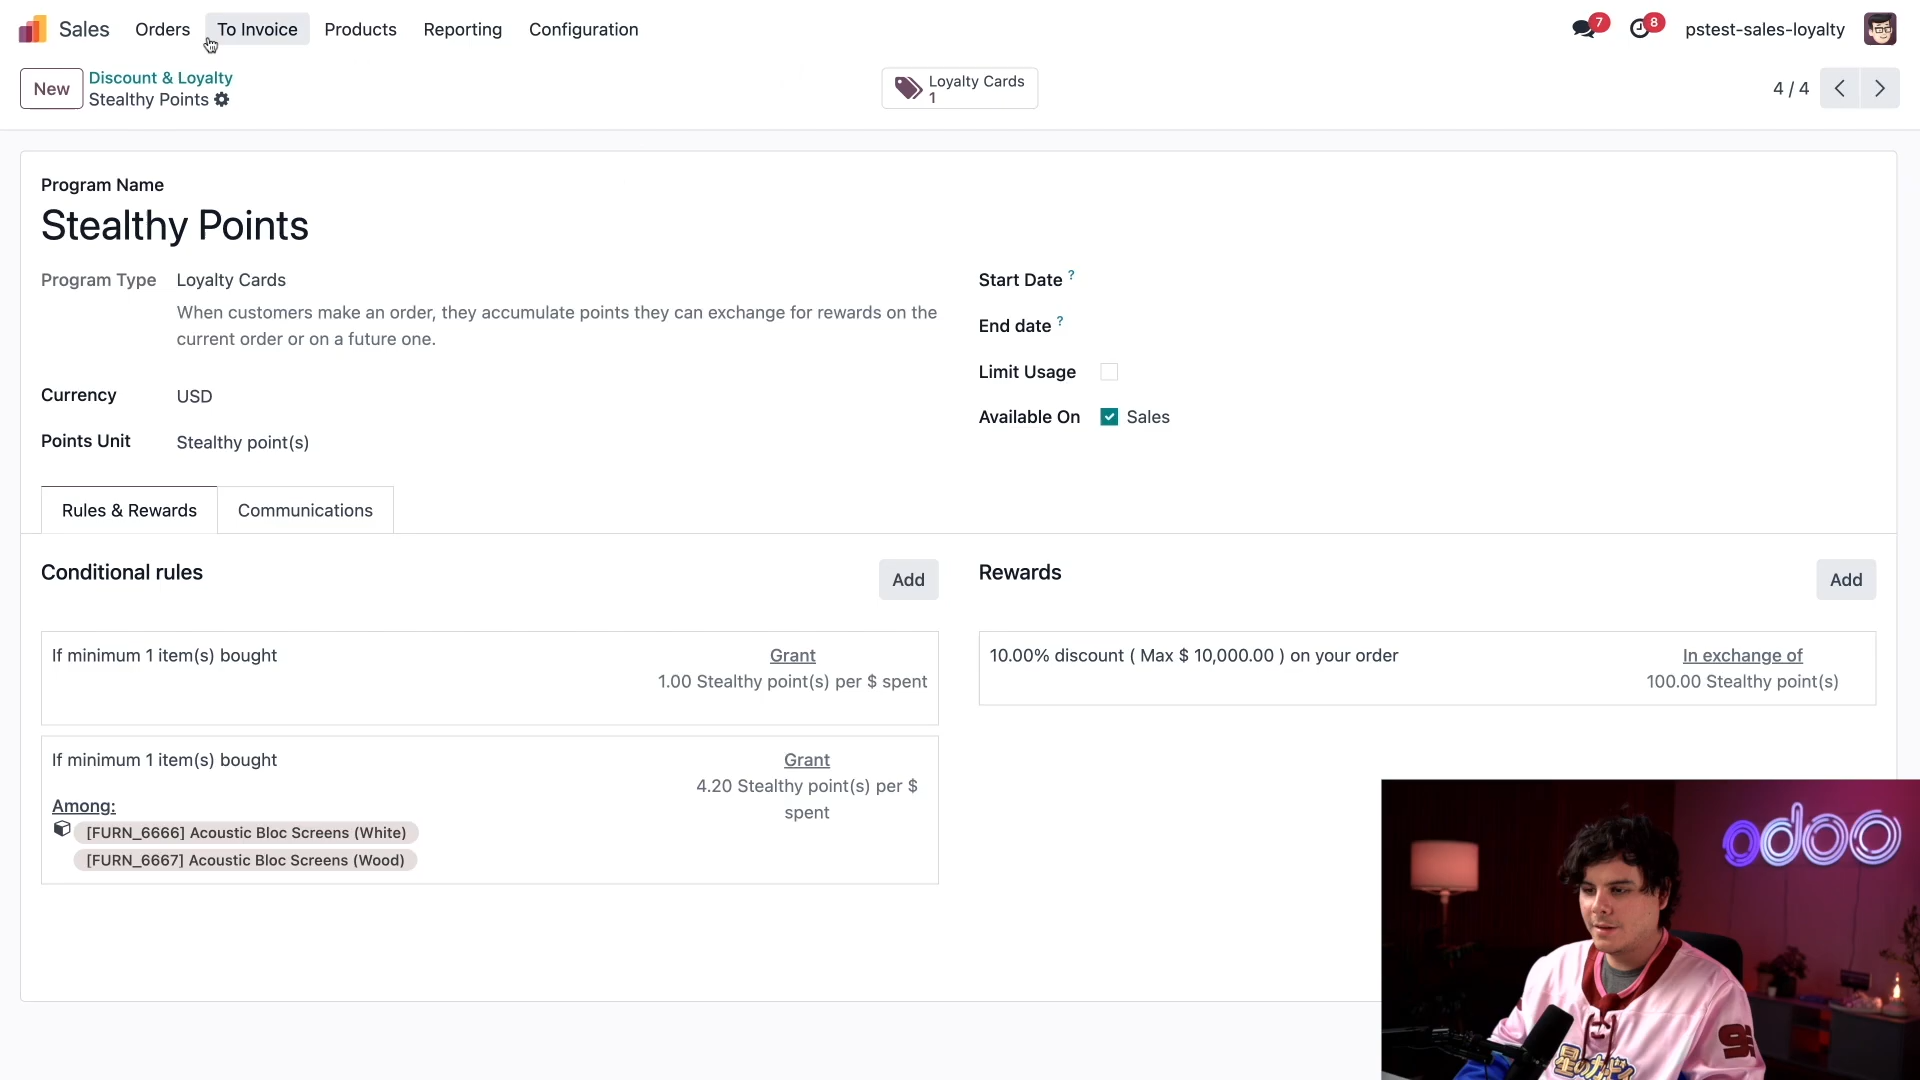 Sales Orders To Invoice Products Reporting Configuration 7 8 pstest-sales-loyalty
New
Discount & Loyalty
Stealthy Points
Loyalty Cards
1
4 / 4
Program Name
Stealthy Points
Program Type Loyalty Cards
When customers make an order, they accumulate points they can exchange for rewards on the
current order or on a future one.
Currency USD
Points Unit Stealthy point(s)
Start Date ?
End date ?
Limit Usage
Available On Sales
Rules & Rewards Communications
Conditional rules Add
If minimum 1 item(s) bought
Grant
1.00 Stealthy point(s) per $ spent
If minimum 1 item(s) bought
Grant
4.20 Stealthy point(s) per $
spent
Among:
[FURN_6666] Acoustic Bloc Screens (White)
[FURN_6667] Acoustic Bloc Screens (Wood)
Rewards Add
10.00% discount ( Max $ 10,000.00 ) on your order
In exchange of
100.00 Stealthy point(s)
odoo